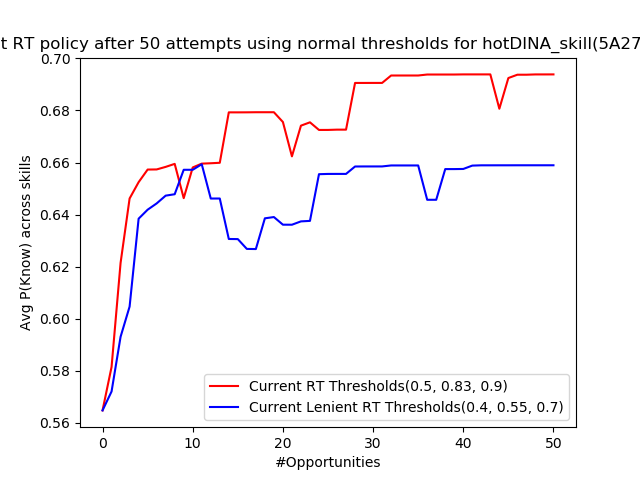 t RT policy after 50 attempts using normal thresholds for hotDINA_skill(5A27
0.70
0.68
0.66
0.64
0.62
0.60
0.58
0.56
Avg P(Know) across skills
Current RT Thresholds(0.5, 0.83, 0.9)
Current Lenient RT Thresholds(0.4, 0.55, 0.7)
0 10 20 30 40 50
#Opportunities